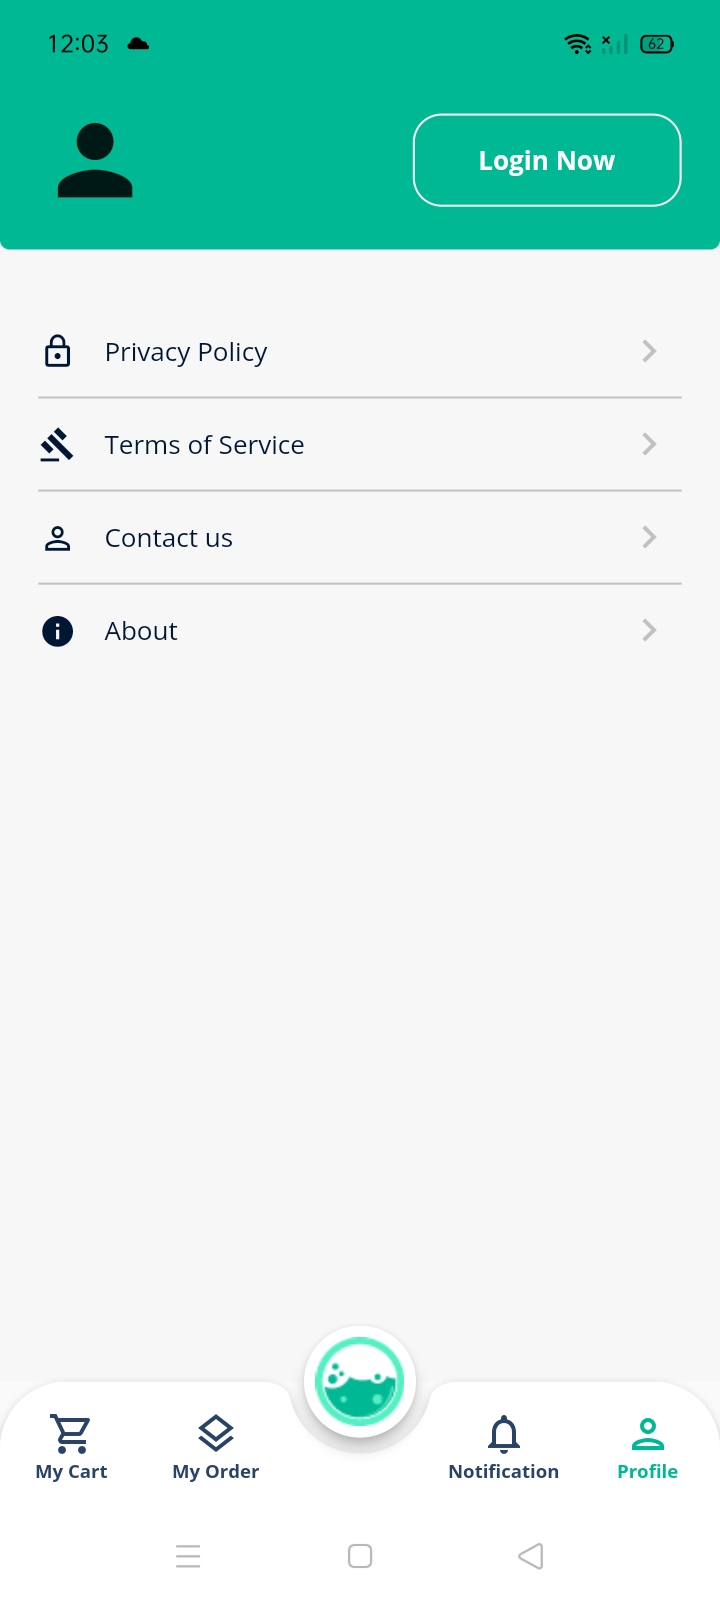 12:03
62
Login Now
Privacy Policy
Terms of Service
Contact us
About
My Cart
My Order
Notification
Profile